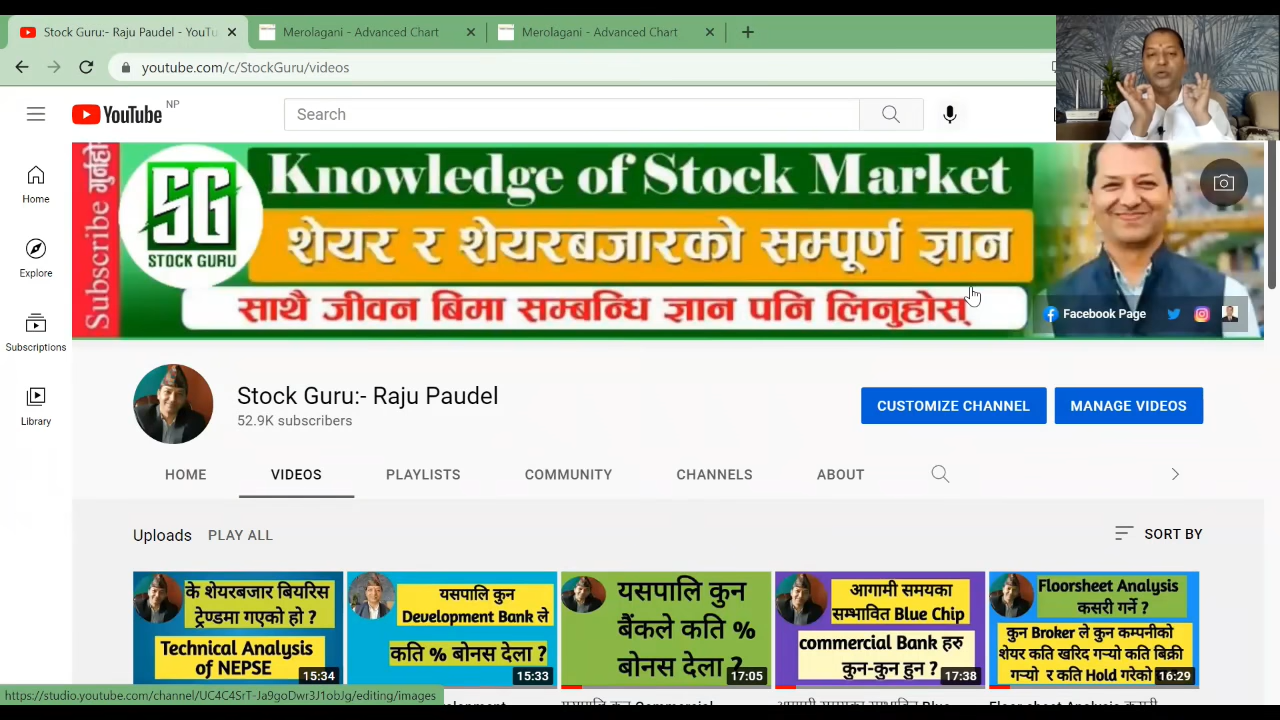 Stock Guru:- Raju Paudel - YouTu
Merolagani - Advanced Chart
Merolagani - Advanced Chart
youtube.com/c/StockGuru/videos
YouTube NP
Search
Home
Explore
Subscriptions
Library
Subscribe गर्नुहो
SG
STOCK GURU
Knowledge of Stock Market
शेयर र शेयरबजारको सम्पूर्ण ज्ञान
साथै जीवन बिमा सम्बन्धि ज्ञान पनि लिनुहोस्
Facebook Page
Stock Guru:- Raju Paudel
52.9K subscribers
CUSTOMIZE CHANNEL
MANAGE VIDEOS
HOME
VIDEOS
PLAYLISTS
COMMUNITY
CHANNELS
ABOUT
Uploads
PLAY ALL
SORT BY
के शेयरबजार बियरिस
ट्रेण्डमा गएको हो ?
Technical Analysis
of NEPSE
15:34
यसपालि कुन
Development Bank ले
कति % बोनस देला ?
15:33
यसपालि कुन
बैंकले कति %
बोनस देला ?
17:05
आगामी समयका
सम्भावित Blue Chip
commercial Bank हरु
कुन-कुन हुन ?
17:38
Floorsheet Analysis
कसरी गर्ने ?
कुन Broker ले कुन कम्पनीको
शेयर कति खरिद गर्‍यो कति बिक्री
गर्‍यो र कति Hold गरेको
16:29
https://studio.youtube.com/channel/UC4C4SrT-Ja9qoDwr3J1obJg/editing/images